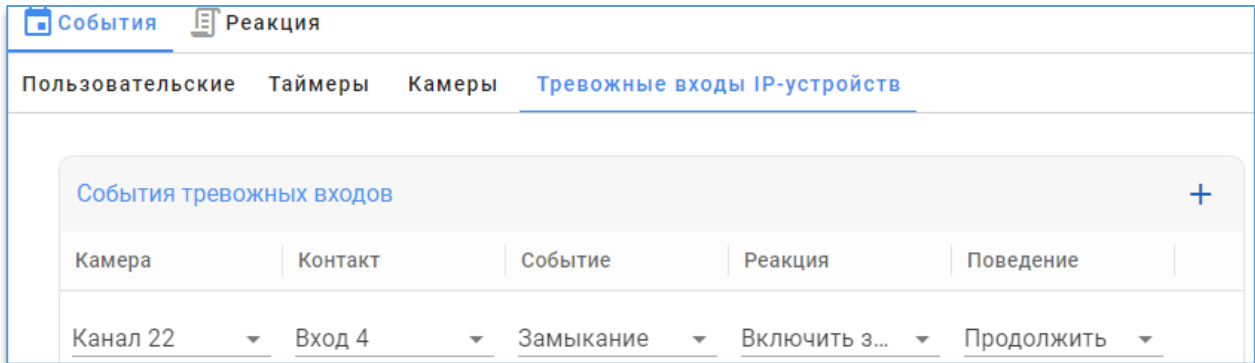 События Реакция
Пользовательские Таймеры Камеры Тревожные входы IP-устройств
События тревожных входов +
Камера Контакт Событие Реакция Поведение
Канал 22 Вход 4 Замыкание Включить з... Продолжить